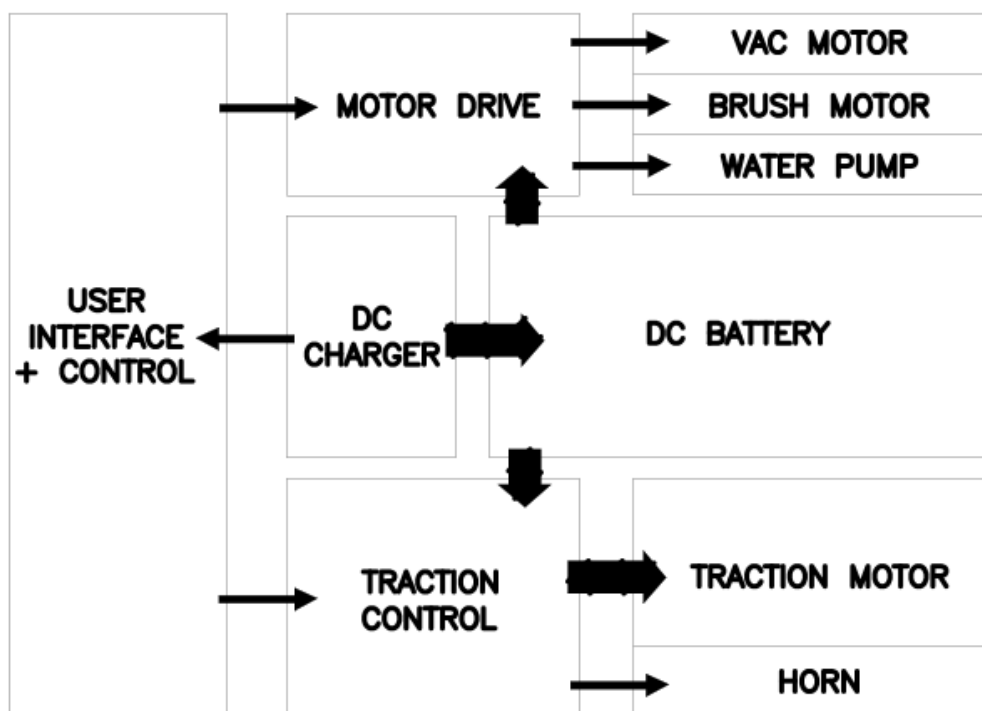 VAC MOTOR
MOTOR DRIVE
BRUSH MOTOR
WATER PUMP
USER
INTERFACE
+ CONTROL
DC
CHARGER
DC BATTERY
TRACTION
CONTROL
TRACTION MOTOR
HORN